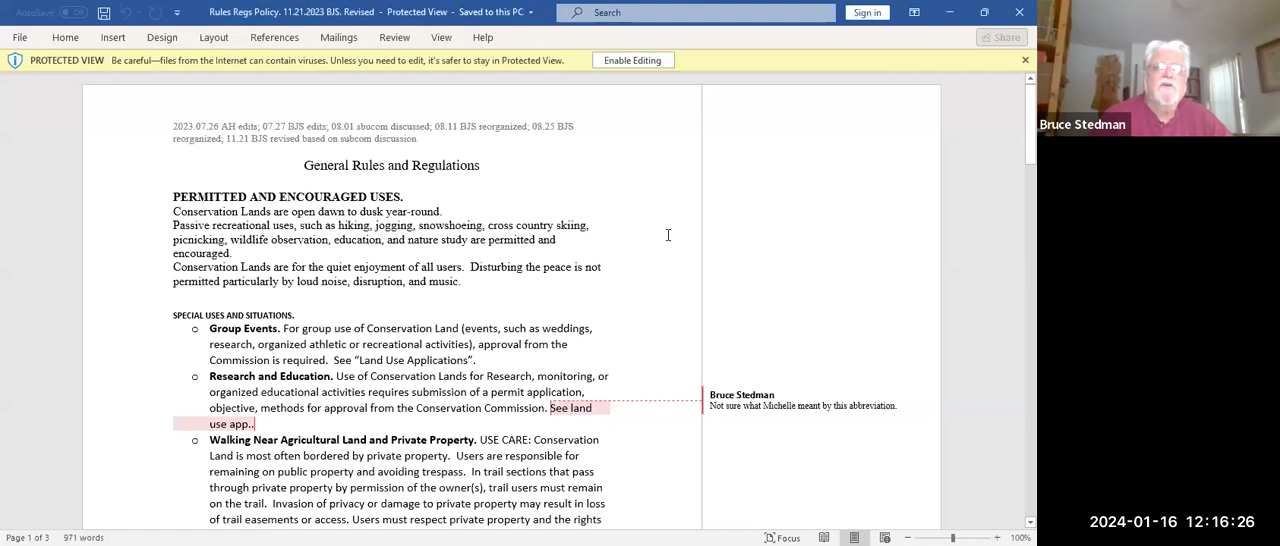 AutoSave Off Rules Regs Policy. 11.21.2023 BJS. Revised - Protected View - Saved to this PC Search Sign in
File Home Insert Design Layout References Mailings Review View Help Share
PROTECTED VIEW Be careful—files from the Internet can contain viruses. Unless you need to edit, it's safer to stay in Protected View. Enable Editing
Bruce Stedman
2023.07.26 AH edits; 07.27 BJS edits; 08.01 sbucom discussed; 08.11 BJS reorganized; 08.25 BJS
reorganized; 11.21 BJS revised based on subcom discussion
General Rules and Regulations
PERMITTED AND ENCOURAGED USES.
Conservation Lands are open dawn to dusk year-round.
Passive recreational uses, such as hiking, jogging, snowshoeing, cross country skiing,
picnicking, wildlife observation, education, and nature study are permitted and
encouraged.
Conservation Lands are for the quiet enjoyment of all users. Disturbing the peace is not
permitted particularly by loud noise, disruption, and music.
SPECIAL USES AND SITUATIONS.
o Group Events. For group use of Conservation Land (events, such as weddings,
research, organized athletic or recreational activities), approval from the
Commission is required. See “Land Use Applications”.
o Research and Education. Use of Conservation Lands for Research, monitoring, or
organized educational activities requires submission of a permit application,
objective, methods for approval from the Conservation Commission. See land
use app..
Bruce Stedman
Not sure what Michelle meant by this abbreviation.
o Walking Near Agricultural Land and Private Property. USE CARE: Conservation
Land is most often bordered by private property. Users are responsible for
remaining on public property and avoiding trespass. In trail sections that pass
through private property by permission of the owner(s), trail users must remain
on the trail. Invasion of privacy or damage to private property may result in loss
of trail easements or access. Users must respect private property and the rights
2024-01-16 12:16:26
Page 1 of 3 971 words Focus 100%